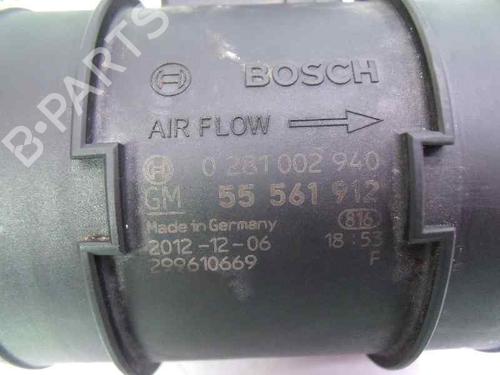 BOSCH
AIR FLOW
0 281 002 940
GM 55 561 912
Made in Germany 816
2012-12-06 18:53
299610669 F
B-PARTS